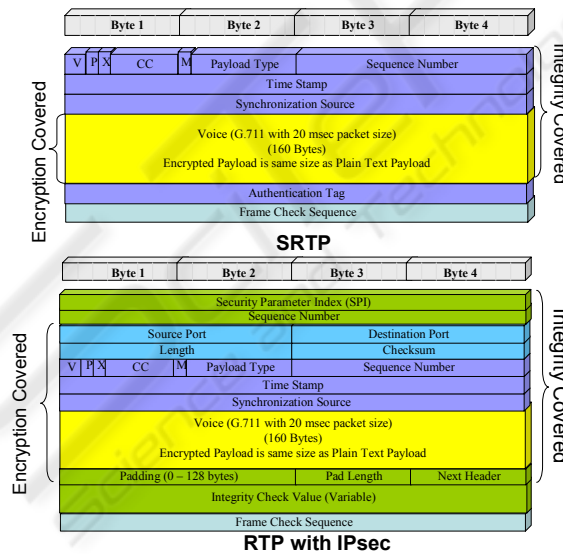 Byte 1 Byte 2 Byte 3 Byte 4
V P X CC M Payload Type Sequence Number
Time Stamp
Synchronization Source
Voice (G.711 with 20 msec packet size)
(160 Bytes)
Encrypted Payload is same size as Plain Text Payload
Authentication Tag
Frame Check Sequence
Encryption Covered
Integrity Covered
SRTP
Byte 1 Byte 2 Byte 3 Byte 4
Security Parameter Index (SPI)
Sequence Number
Source Port Destination Port
Length Checksum
V P X CC M Payload Type Sequence Number
Time Stamp
Synchronization Source
Voice (G.711 with 20 msec packet size)
(160 Bytes)
Encrypted Payload is same size as Plain Text Payload
Padding (0 – 128 bytes) Pad Length Next Header
Integrity Check Value (Variable)
Frame Check Sequence
Encryption Covered
Integrity Covered
RTP with IPsec